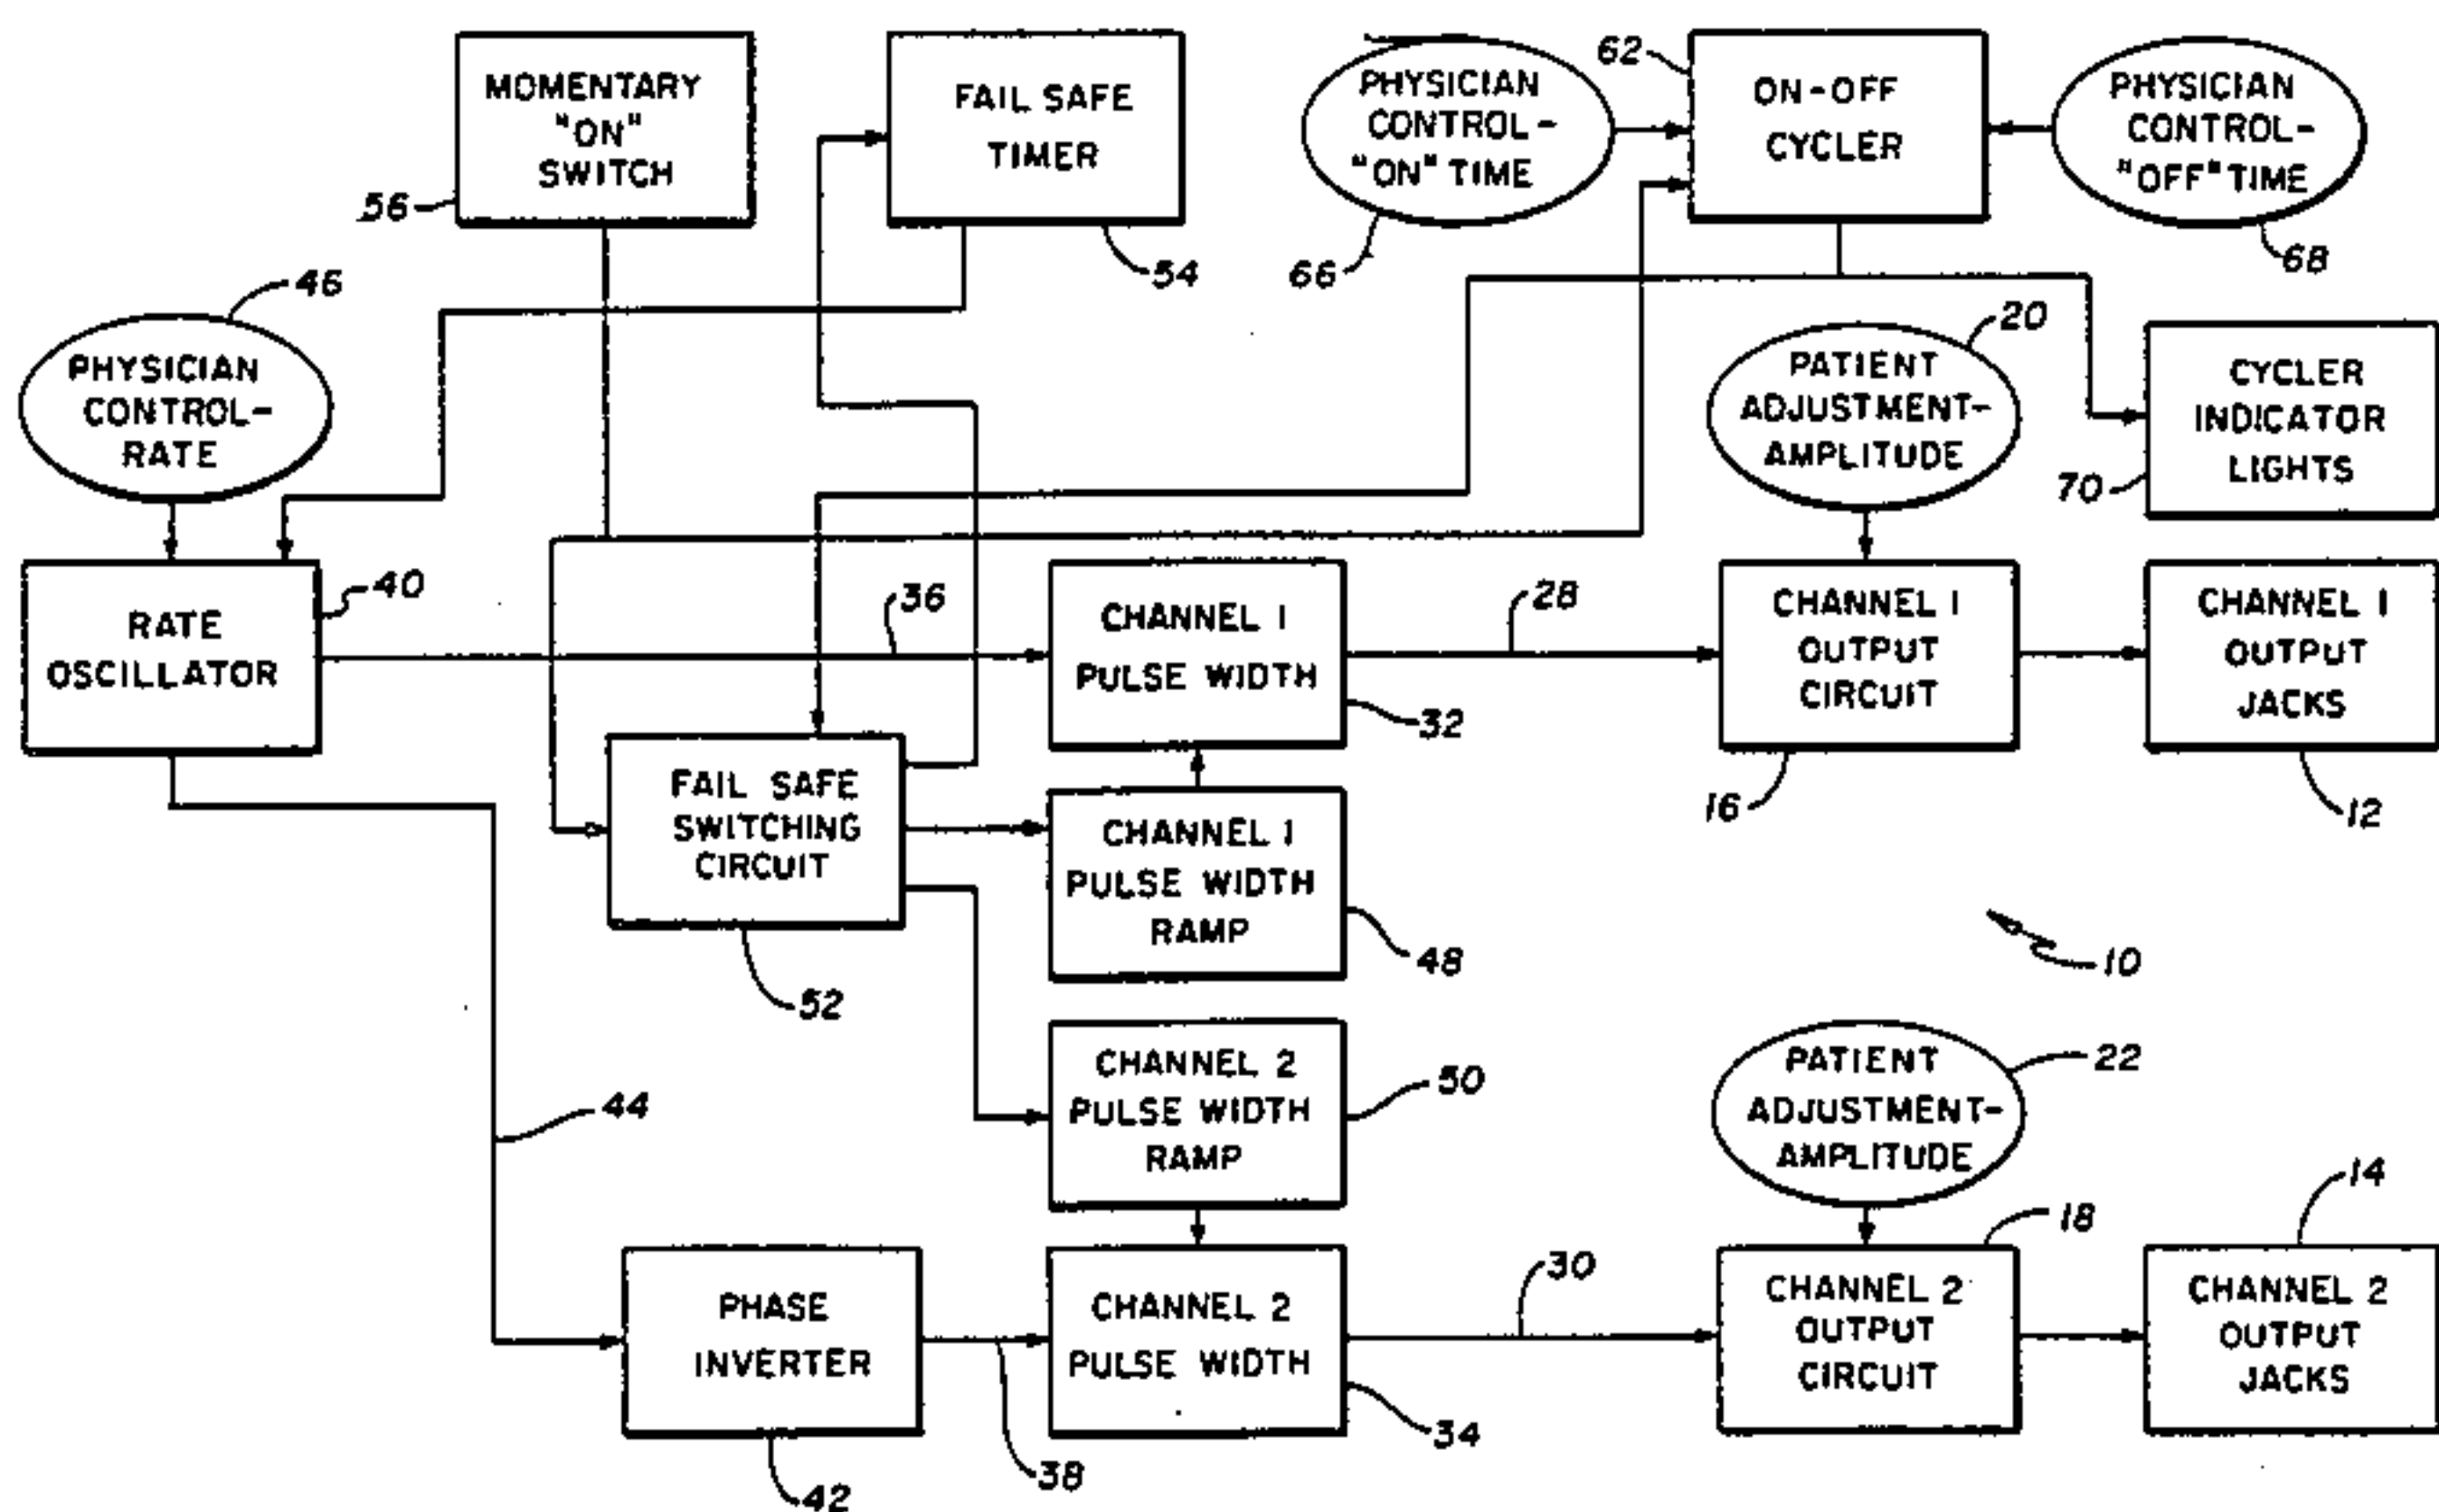 MOMENTARY
"ON"
SWITCH
56
FAIL SAFE
TIMER
54
PHYSICIAN
CONTROL-
"ON" TIME
66
62
ON-OFF
CYCLER
PHYSICIAN
CONTROL-
"OFF" TIME
68
46
PHYSICIAN
CONTROL-
RATE
20
PATIENT
ADJUSTMENT-
AMPLITUDE
CYCLER
INDICATOR
LIGHTS
70
RATE
OSCILLATOR
40
36
CHANNEL 1
PULSE WIDTH
32
28
CHANNEL 1
OUTPUT
CIRCUIT
16
CHANNEL 1
OUTPUT
JACKS
12
FAIL SAFE
SWITCHING
CIRCUIT
52
CHANNEL 1
PULSE WIDTH
RAMP
48
10
44
CHANNEL 2
PULSE WIDTH
RAMP
50
PATIENT
ADJUSTMENT-
AMPLITUDE
22
PHASE
INVERTER
42
38
CHANNEL 2
PULSE WIDTH
34
30
CHANNEL 2
OUTPUT
CIRCUIT
18
CHANNEL 2
OUTPUT
JACKS
14